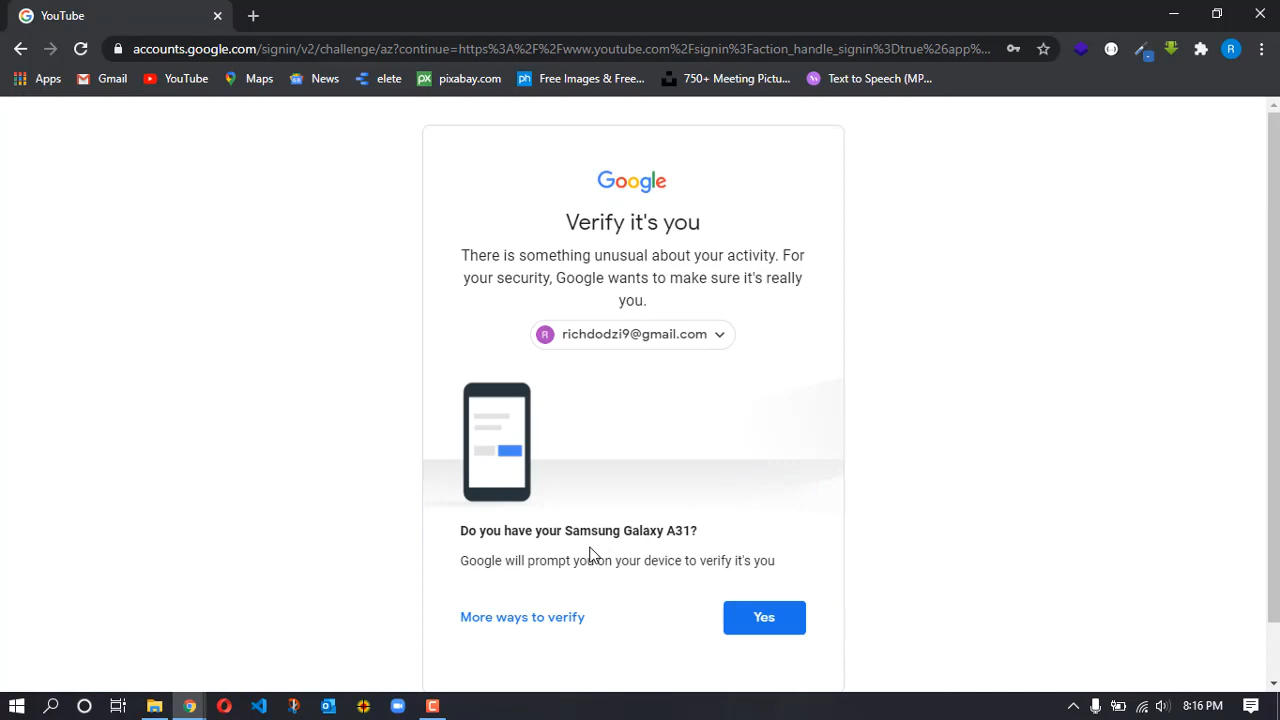 YouTube
accounts.google.com/signin/v2/challenge/az?continue=https%3A%2F%2Fwww.youtube.com%2Fsignin%3Faction_handle_signin%3Dtrue%26app...
R
Apps Gmail YouTube Maps News elete pixabay.com Free Images & Fre... 750+ Meeting Pictu... Text to Speech (MP...
Google
Verify it's you
There is something unusual about your activity. For
your security, Google wants to make sure it's really
you.
richdodzi9@gmail.com
Do you have your Samsung Galaxy A31?
Google will prompt you on your device to verify it's you
More ways to verify
Yes
8:16 PM